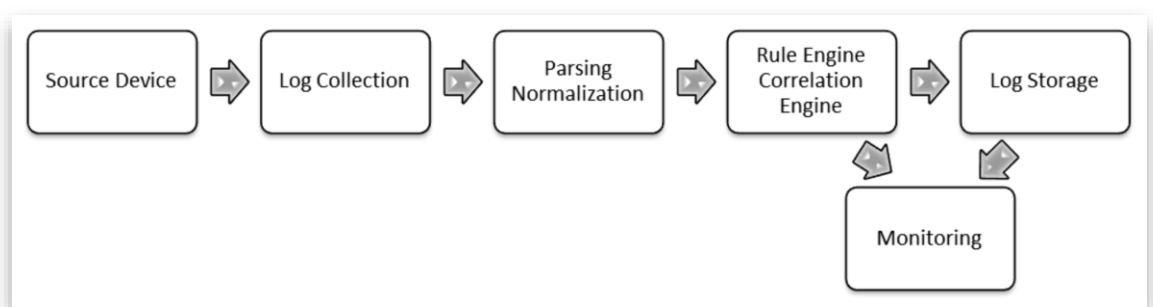 Source Device
Log Collection
Parsing
Normalization
Rule Engine
Correlation
Engine
Log Storage
Monitoring